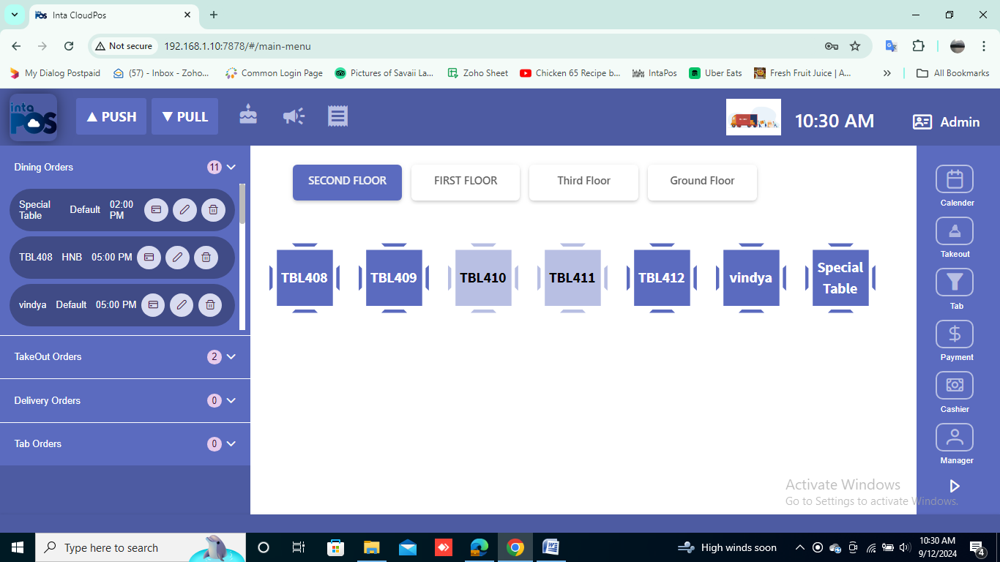 Inta CloudPos
Not secure
192.168.1.10:7878/#/main-menu
My Dialog Postpaid
(57) - Inbox - Zoho...
Common Login Page
Pictures of Savaii La...
Zoho Sheet
Chicken 65 Recipe b...
IntaPos
Uber Eats
Fresh Fruit Juice | A...
All Bookmarks
inta
POS
PUSH
PULL
10:30 AM
Admin
Dining Orders
11
Special
Table
Default
02:00
PM
TBL408
HNB
05:00 PM
vindya
Default
05:00 PM
TakeOut Orders
2
Delivery Orders
0
Tab Orders
0
SECOND FLOOR
FIRST FLOOR
Third Floor
Ground Floor
TBL408
TBL409
TBL410
TBL411
TBL412
vindya
Special
Table
Calender
Takeout
Tab
Payment
Cashier
Manager
Activate Windows
Go to Settings to activate Windows.
Type here to search
High winds soon
10:30 AM
9/12/2024
4